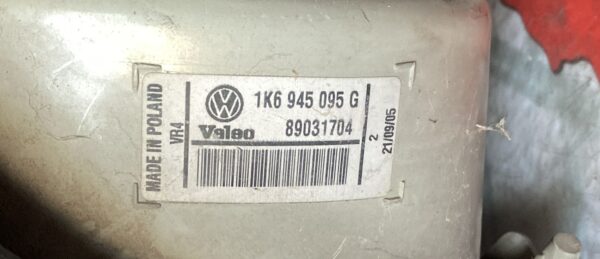 MADE IN POLAND
VR4
VW
1K6 945 095 G
Valeo 89031704
2
21/09/05